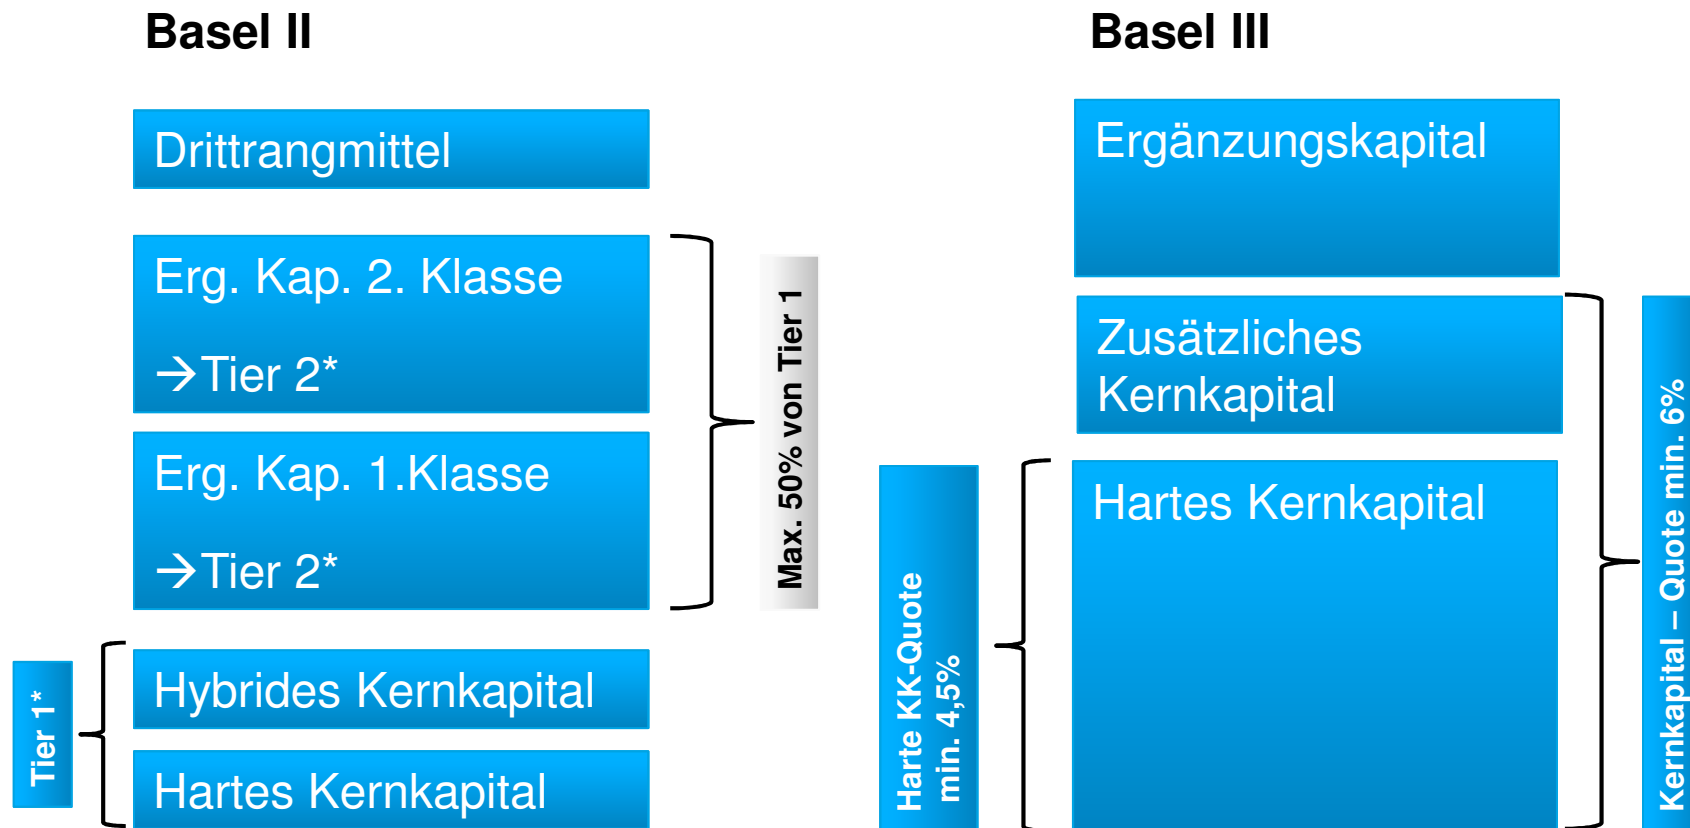 Basel II
Drittrangmittel
Erg. Kap. 2. Klasse
→Tier 2*
Erg. Kap. 1.Klasse
→Tier 2*
Max. 50% von Tier 1
Hybrides Kernkapital
Hartes Kernkapital
Tier 1*
Basel III
Ergänzungskapital
Zusätzliches
Kernkapital
Hartes Kernkapital
Harte KK-Quote
min. 4,5%
Kernkapital – Quote min. 6%